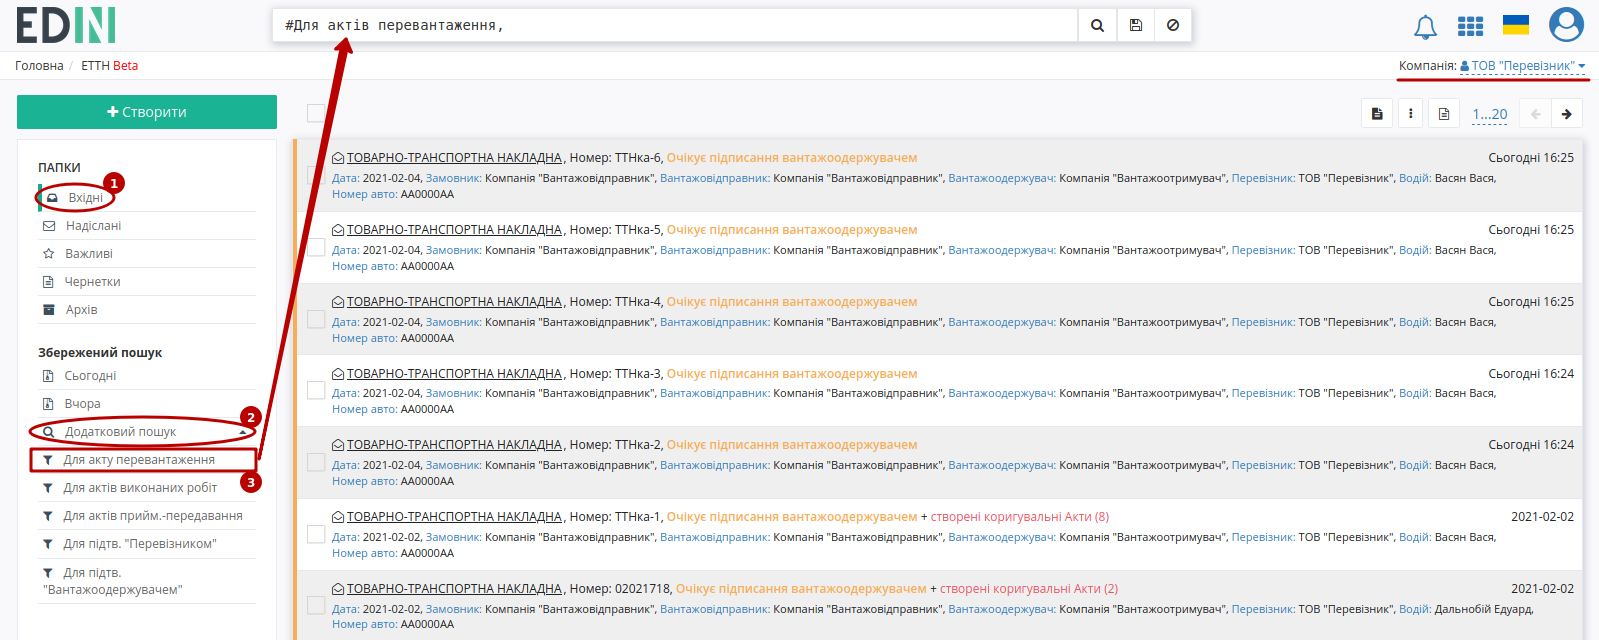 EDIN
#Для актів перевантаження,
Головна / ЕТТН Beta
Компанія: ТОВ "Перевізник"
Створити
1...20
ПАПКИ
1
Вхідні
Надіслані
Важливі
Чернетки
Архів
Збережений пошук
Сьогодні
Вчора
2
Додатковий пошук
Для акту перевантаження
3
Для актів виконаних робіт
Для актів прийм.-передавання
Для підтв. "Перевізником"
Для підтв.
"Вантажоодержувачем"
ТОВАРНО-ТРАНСПОРТНА НАКЛАДНА, Номер: ТТНка-6, Очікує підписання вантажоодержувачем Сьогодні 16:25
Дата: 2021-02-04, Замовник: Компанія "Вантажовідправник", Вантажовідправник: Компанія "Вантажовідправник", Вантажоодержувач: Компанія "Вантажоотримувач", Перевізник: ТОВ "Перевізник", Водій: Васян Вася,
Номер авто: АА0000АА
ТОВАРНО-ТРАНСПОРТНА НАКЛАДНА, Номер: ТТНка-5, Очікує підписання вантажоодержувачем Сьогодні 16:25
Дата: 2021-02-04, Замовник: Компанія "Вантажовідправник", Вантажовідправник: Компанія "Вантажовідправник", Вантажоодержувач: Компанія "Вантажоотримувач", Перевізник: ТОВ "Перевізник", Водій: Васян Вася,
Номер авто: АА0000АА
ТОВАРНО-ТРАНСПОРТНА НАКЛАДНА, Номер: ТТНка-4, Очікує підписання вантажоодержувачем Сьогодні 16:25
Дата: 2021-02-04, Замовник: Компанія "Вантажовідправник", Вантажовідправник: Компанія "Вантажовідправник", Вантажоодержувач: Компанія "Вантажоотримувач", Перевізник: ТОВ "Перевізник", Водій: Васян Вася,
Номер авто: АА0000АА
ТОВАРНО-ТРАНСПОРТНА НАКЛАДНА, Номер: ТТНка-3, Очікує підписання вантажоодержувачем Сьогодні 16:24
Дата: 2021-02-04, Замовник: Компанія "Вантажовідправник", Вантажовідправник: Компанія "Вантажовідправник", Вантажоодержувач: Компанія "Вантажоотримувач", Перевізник: ТОВ "Перевізник", Водій: Васян Вася,
Номер авто: АА0000АА
ТОВАРНО-ТРАНСПОРТНА НАКЛАДНА, Номер: ТТНка-2, Очікує підписання вантажоодержувачем Сьогодні 16:24
Дата: 2021-02-04, Замовник: Компанія "Вантажовідправник", Вантажовідправник: Компанія "Вантажовідправник", Вантажоодержувач: Компанія "Вантажоотримувач", Перевізник: ТОВ "Перевізник", Водій: Васян Вася,
Номер авто: АА0000АА
ТОВАРНО-ТРАНСПОРТНА НАКЛАДНА, Номер: ТТНка-1, Очікує підписання вантажоодержувачем + створені коригувальні Акти (8) 2021-02-02
Дата: 2021-02-02, Замовник: Компанія "Вантажовідправник", Вантажовідправник: Компанія "Вантажовідправник", Вантажоодержувач: Компанія "Вантажоотримувач", Перевізник: ТОВ "Перевізник", Водій: Васян Вася,
Номер авто: АА0000АА
ТОВАРНО-ТРАНСПОРТНА НАКЛАДНА, Номер: 02021718, Очікує підписання вантажоодержувачем + створені коригувальні Акти (2) 2021-02-02
Дата: 2021-02-02, Замовник: Компанія "Вантажовідправник", Вантажовідправник: Компанія "Вантажовідправник", Вантажоодержувач: Компанія "Вантажоотримувач", Перевізник: ТОВ "Перевізник", Водій: Дальнобій Едуард,
Номер авто: АА0000АА